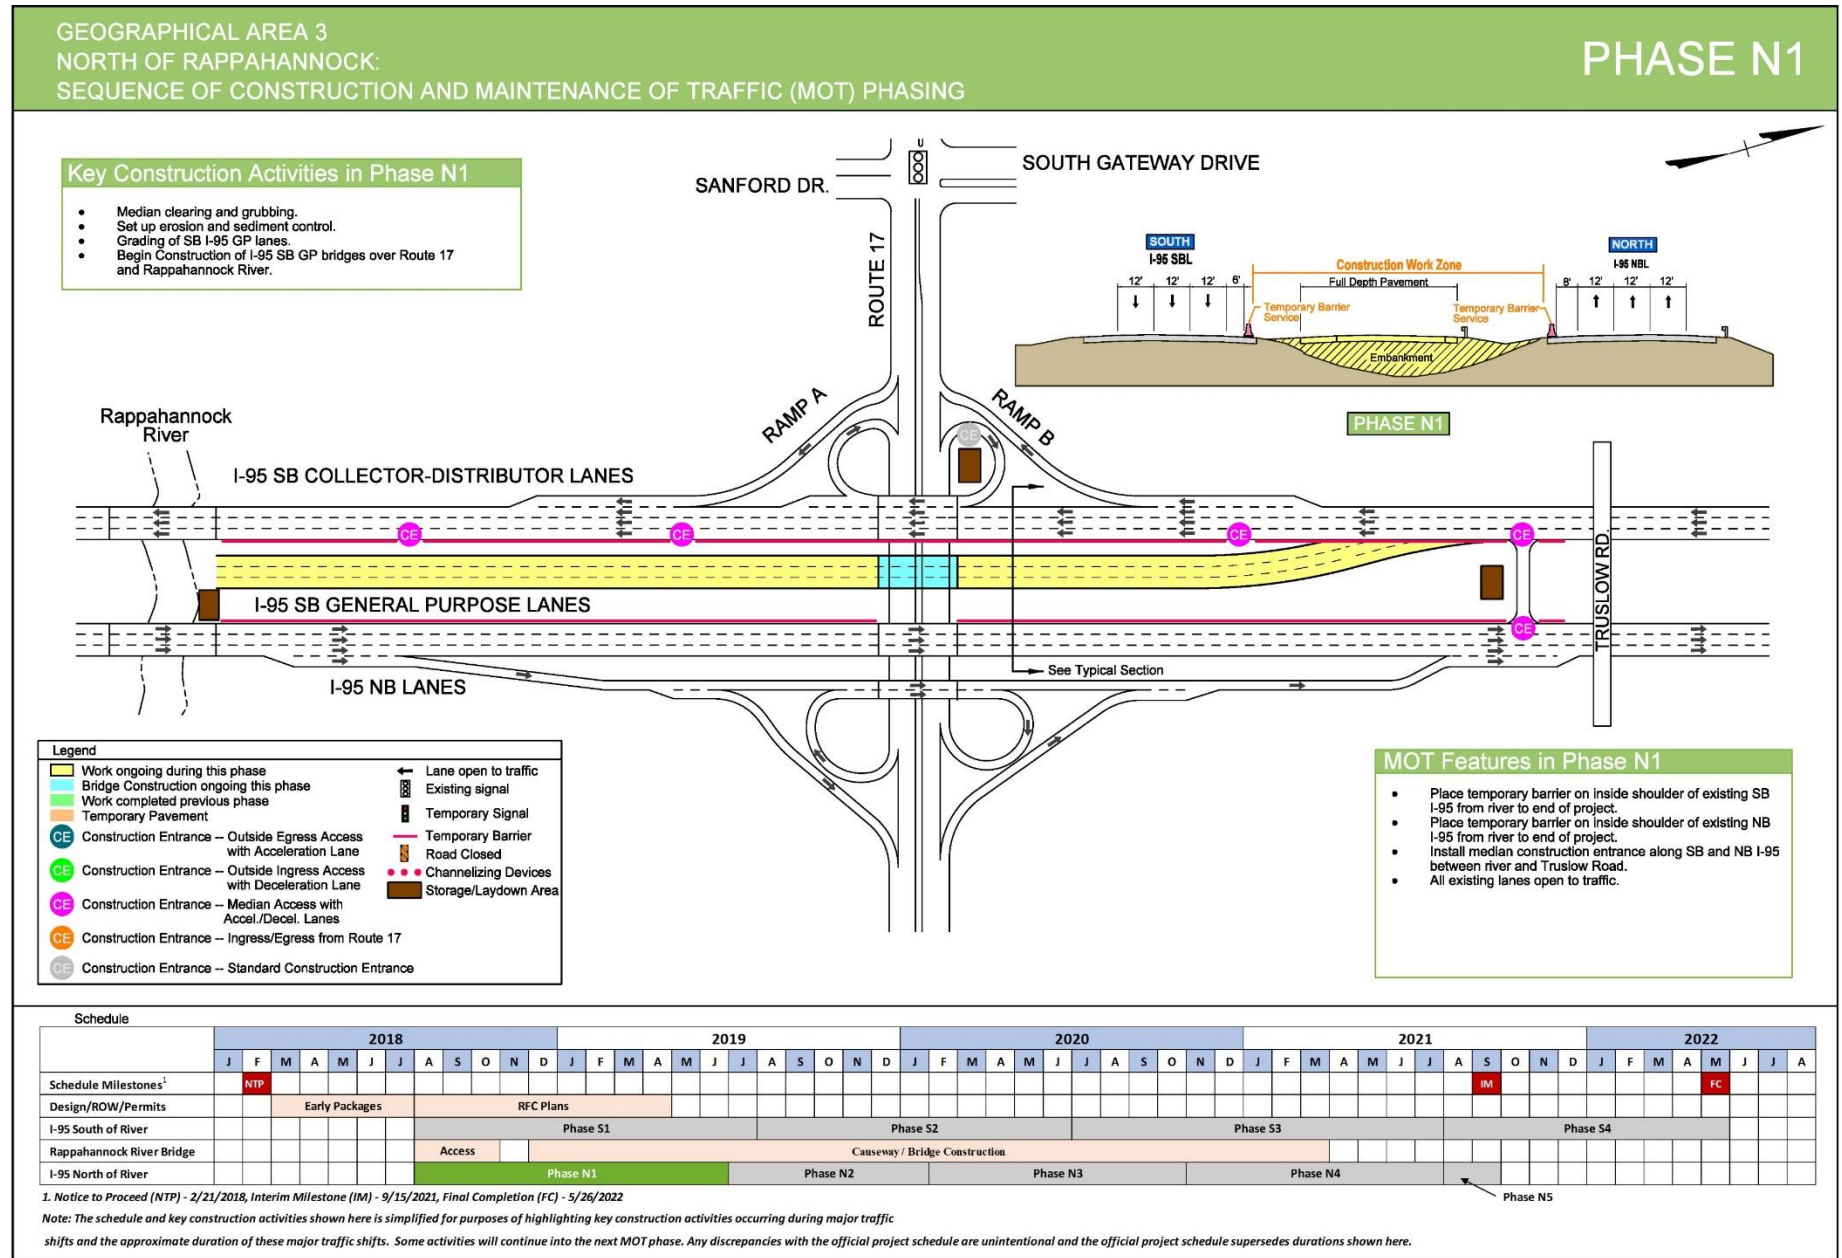 GEOGRAPHICAL AREA 3
NORTH OF RAPPAHANNOCK:
SEQUENCE OF CONSTRUCTION AND MAINTENANCE OF TRAFFIC (MOT) PHASING
PHASE N1
Key Construction Activities in Phase N1
• Median clearing and grubbing.
• Set up erosion and sediment control.
• Grading of SB I-95 GP lanes.
• Begin Construction of I-95 SB GP bridges over Route 17
and Rappahannock River.
SANFORD DR.
SOUTH GATEWAY DRIVE
ROUTE 17
SOUTH
I-95 SBL
NORTH
I-95 NBL
Construction Work Zone
12' 12' 12' 6'
Full Depth Pavement
8' 12' 12' 12'
Temporary Barrier
Service
Temporary Barrier
Service
Embankment
PHASE N1
RAMP A
RAMP B
CE
Rappahannock
River
I-95 SB COLLECTOR-DISTRIBUTOR LANES
CE CE CE CE
I-95 SB GENERAL PURPOSE LANES
TRUSLOW RD.
CE
See Typical Section
I-95 NB LANES
Legend
Work ongoing during this phase
Bridge Construction ongoing this phase
Work completed previous phase
Temporary Pavement
CE Construction Entrance -- Outside Egress Access
with Acceleration Lane
CE Construction Entrance -- Outside Ingress Access
with Deceleration Lane
CE Construction Entrance -- Median Access with
Accel./Decel. Lanes
CE Construction Entrance -- Ingress/Egress from Route 17
CE Construction Entrance -- Standard Construction Entrance
Lane open to traffic
Existing signal
Temporary Signal
Temporary Barrier
Road Closed
Channelizing Devices
Storage/Laydown Area
MOT Features in Phase N1
• Place temporary barrier on inside shoulder of existing SB
I-95 from river to end of project.
• Place temporary barrier on inside shoulder of existing NB
I-95 from river to end of project.
• Install median construction entrance along SB and NB I-95
between river and Truslow Road.
• All existing lanes open to traffic.
Schedule
2018 2019 2020 2021 2022
J F M A M J J A S O N D J F M A M J J A S O N D J F M A M J J A S O N D J F M A M J J A S O N D J F M A M J J A
Schedule Milestones1 NTP IM FC
Design/ROW/Permits Early Packages RFC Plans
I-95 South of River Phase S1 Phase S2 Phase S3 Phase S4
Rappahannock River Bridge Access Causeway / Bridge Construction
I-95 North of River Phase N1 Phase N2 Phase N3 Phase N4
Phase N5
1. Notice to Proceed (NTP) - 2/21/2018, Interim Milestone (IM) - 9/15/2021, Final Completion (FC) - 5/26/2022
Note: The schedule and key construction activities shown here is simplified for purposes of highlighting key construction activities occurring during major traffic
shifts and the approximate duration of these major traffic shifts. Some activities will continue into the next MOT phase. Any discrepancies with the official project schedule are unintentional and the official project schedule supersedes durations shown here.